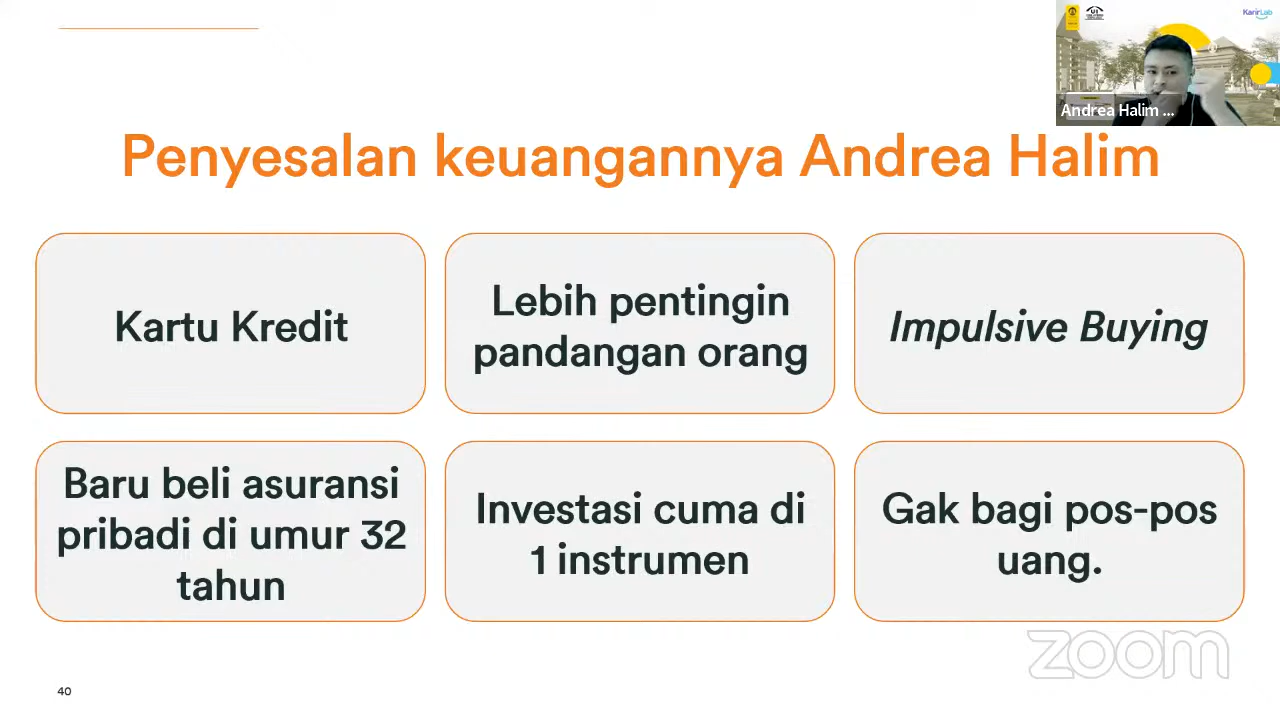 KarirLab
Andrea Halim ...
Penyesalan keuangannya Andrea Halim
Kartu Kredit
Lebih pentingin
pandangan orang
Impulsive Buying
Baru beli asuransi
pribadi di umur 32
tahun
Investasi cuma di
1 instrumen
Gak bagi pos-pos
uang.
zoom
40